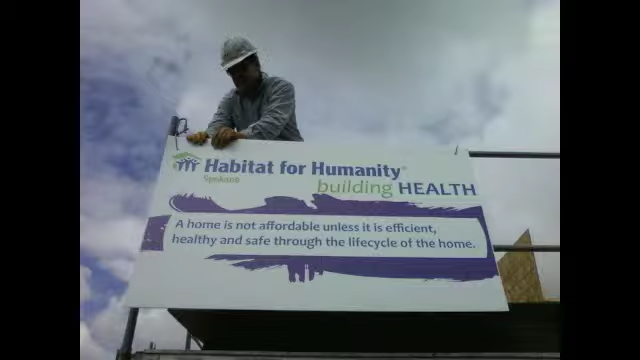 Habitat for Humanity®
Spokane
building HEALTH
A home is not affordable unless it is efficient,
healthy and safe through the lifecycle of the home.